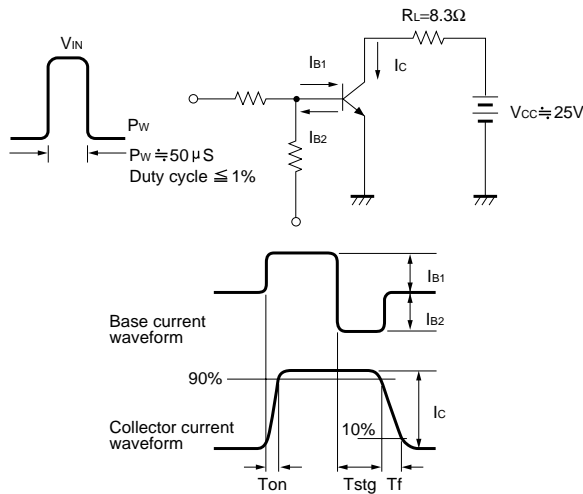 VIN
PW
PW≒50μS
Duty cycle ≦ 1%
RL=8.3Ω
IB1
IC
IB2
VCC≒25V
IB1
IB2
Base current
waveform
90%
10%
IC
Collector current
waveform
Ton
Tstg
Tf